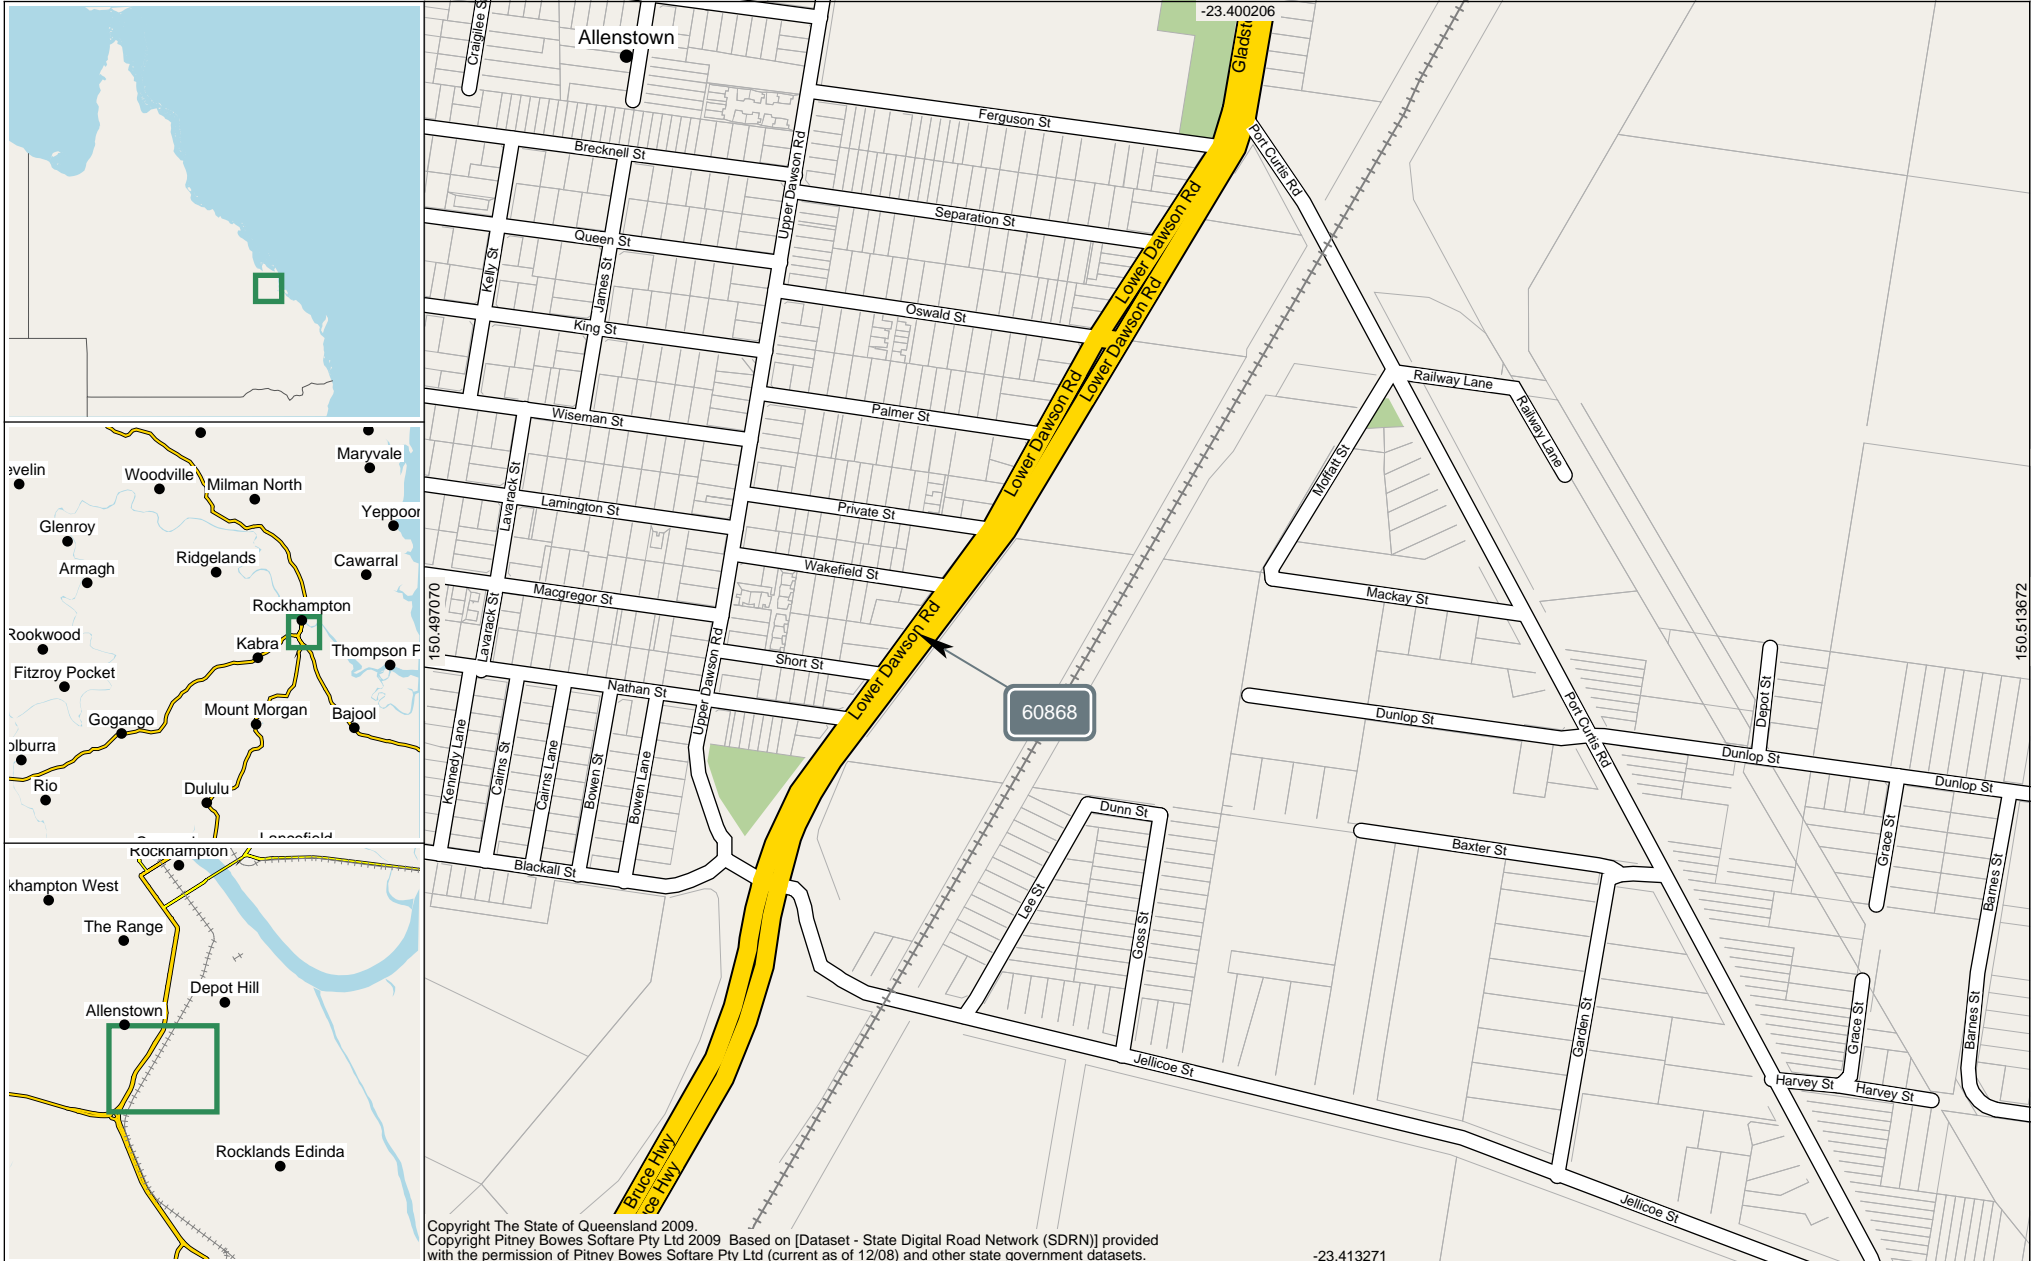 evelin
Woodville
Milman North
Maryvale
Yeppoor
Glenroy
Ridgelands
Cawarral
Armagh
Rockhampton
Rookwood
Kabra
Thompson P
Fitzroy Pocket
Gogango
Mount Morgan
Bajool
olburra
Rio
Dululu
Rockhampton
khampton West
The Range
Depot Hill
Allenstown
Rocklands Edinda
-23.400206
Craigilee S
Allenstown
Gladst
Ferguson St
Port Curtis Rd
Brecknell St
Upper Dawson Rd
Lower Dawson Rd
Separation St
Queen St
Kelly St
James St
Lower Dawson Rd
Oswald St
King St
Railway Lane
Railway Lane
Lower Dawson Rd
Palmer St
Wiseman St
Moffatt St
Lavarack St
Lamington St
Private St
Wakefield St
150.497070
Macgregor St
Mackay St
150.513672
Lavarack St
Lower Dawson Rd
Short St
Upper Dawson Rd
Nathan St
60868
Dunlop St
Port Curtis Rd
Depot St
Dunlop St
Dunlop St
Kennedy Lane
Cairns St
Cairns Lane
Bowen St
Bowen Lane
Dunn St
Baxter St
Grace St
Barnes St
Blackall St
Lee St
Goss St
Garden St
Grace St
Barnes St
Jellicoe St
Harvey St
Harvey St
Bruce Hwy
uce Hwy
Jellicoe St
Copyright The State of Queensland 2009.
Copyright Pitney Bowes Softare Pty Ltd 2009 Based on [Dataset - State Digital Road Network (SDRN)] provided
with the permission of Pitney Bowes Softare Pty Ltd (current as of 12/08) and other state government datasets.
-23.413271